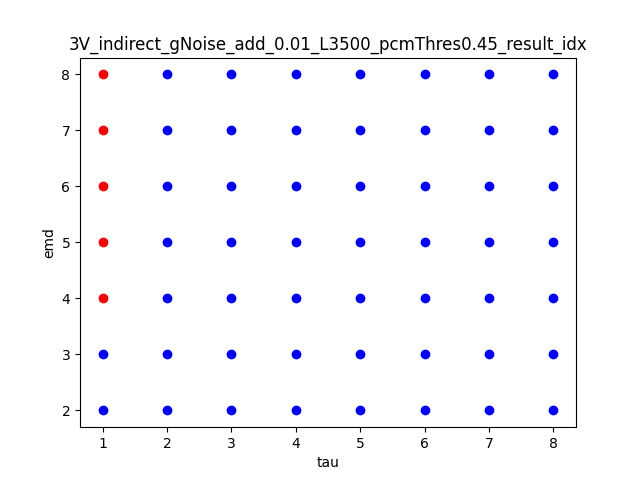 3V_indirect_gNoise_add_0.01_L3500_pcmThres0.45_result_idx
8
7
6
5
4
3
2
emd
1 2 3 4 5 6 7 8
tau